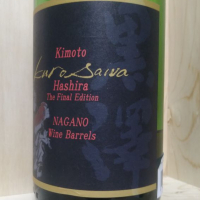 Kimoto
Kurosawa
Hashira
The Final Edition
NAGANO
Wine Barrels